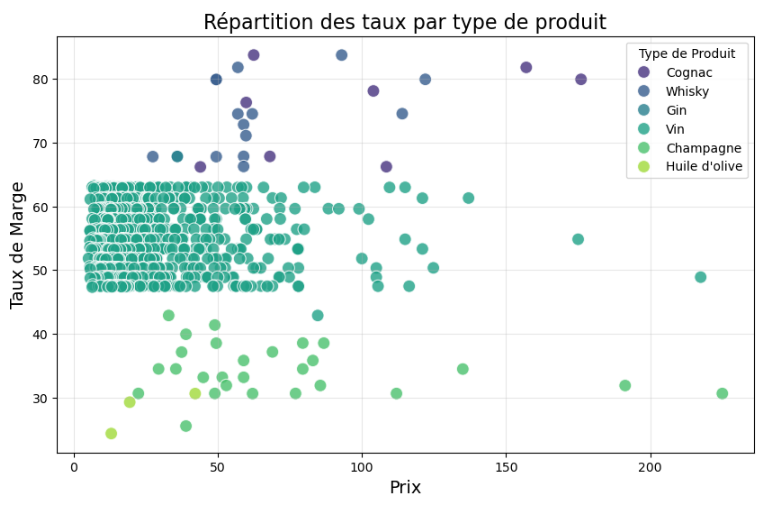 Répartition des taux par type de produit
Type de Produit
Cognac
Whisky
Gin
Vin
Champagne
Huile d'olive
Taux de Marge
80
70
60
50
40
30
0 50 100 150 200
Prix